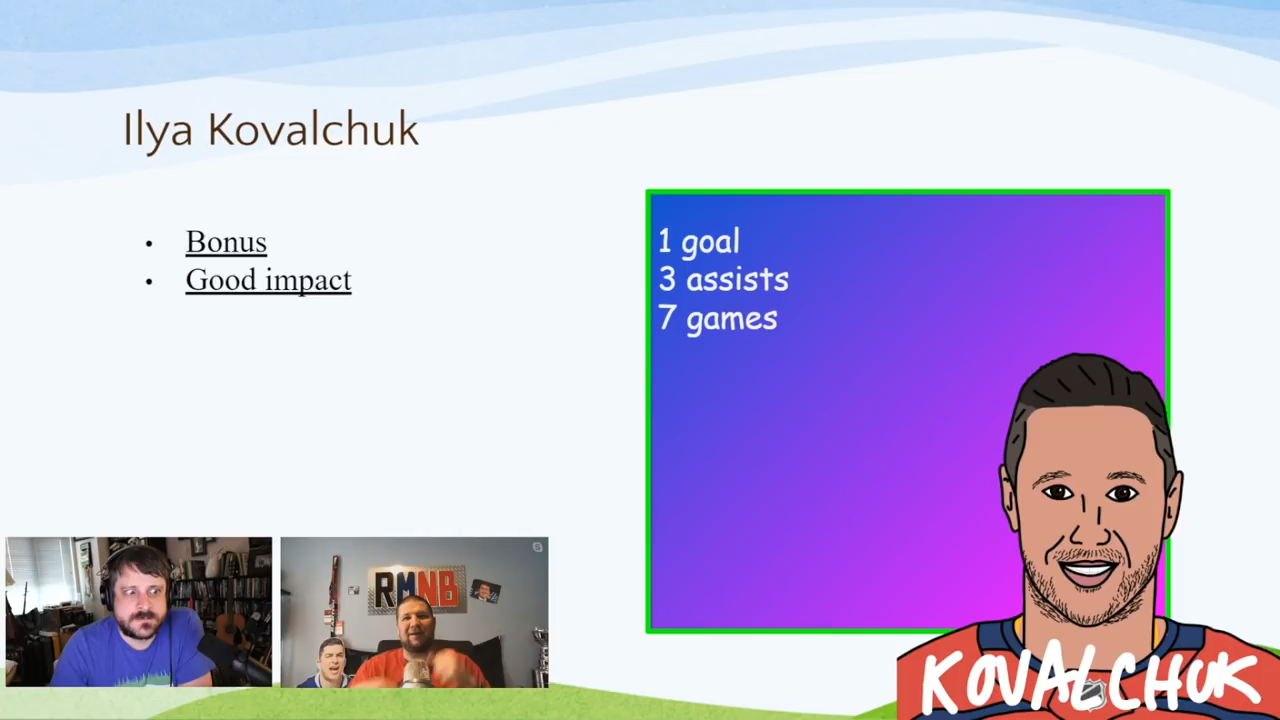 Ilya Kovalchuk
• Bonus
• Good impact
1 goal
3 assists
7 games
RMNB
KOVALCHUK